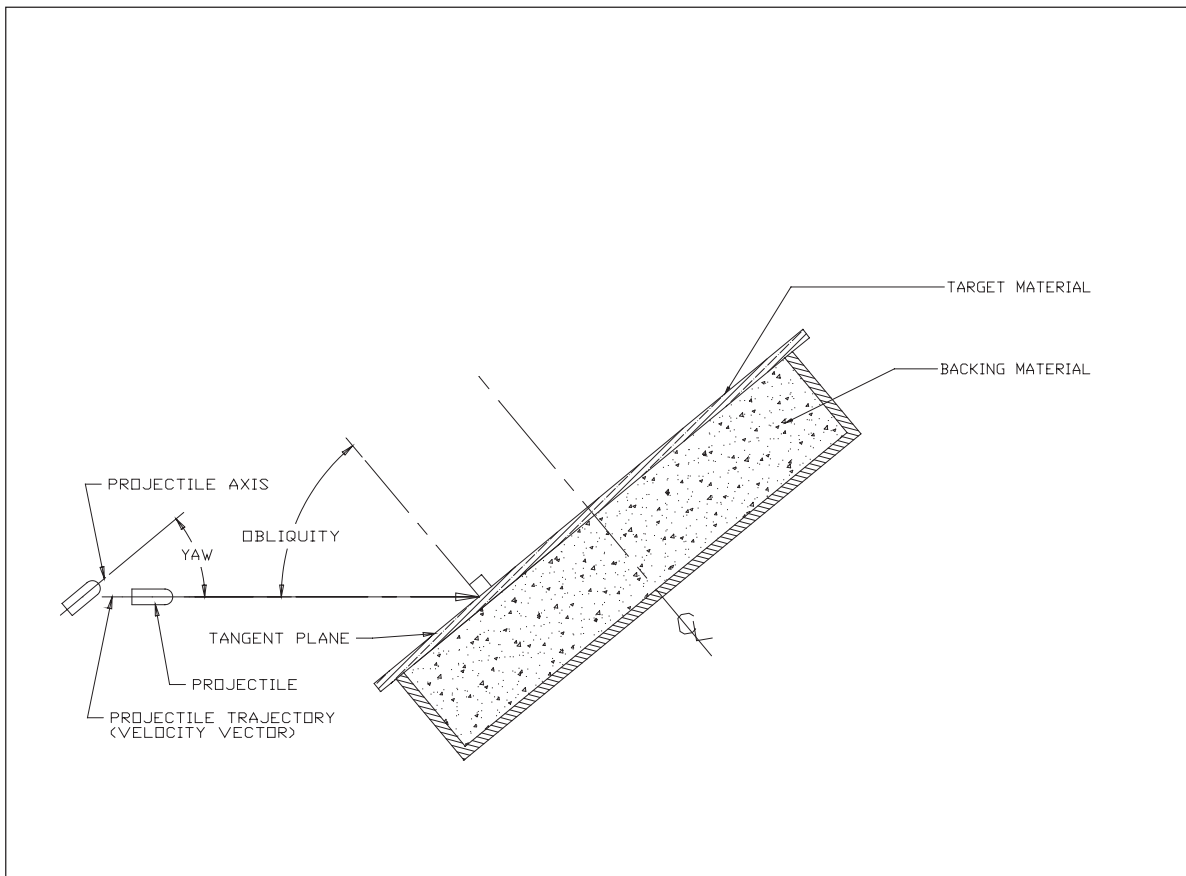 TARGET MATERIAL
BACKING MATERIAL
PROJECTILE AXIS
OBLIQUITY
YAW
TANGENT PLANE
PROJECTILE
PROJECTILE TRAJECTORY
(VELOCITY VECTOR)